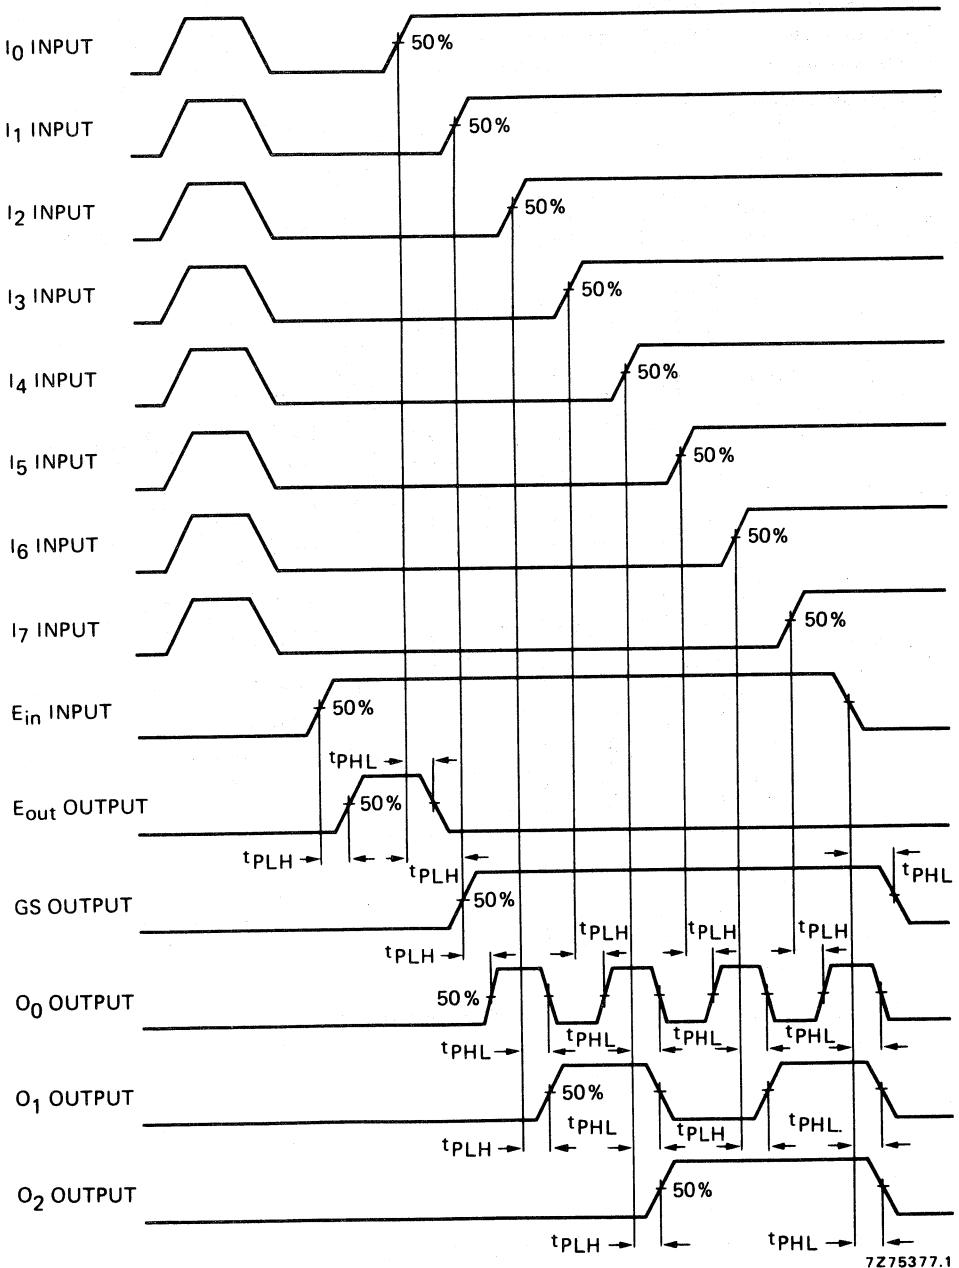 I0 INPUT
50%
I1 INPUT
50%
I2 INPUT
50%
I3 INPUT
50%
I4 INPUT
50%
I5 INPUT
50%
I6 INPUT
50%
I7 INPUT
50%
Ein INPUT
50%
tPHL
Eout OUTPUT
50%
tPLH
tPLH
tPHL
GS OUTPUT
50%
tPLH
tPLH
tPLH
tPLH
O0 OUTPUT
50%
tPHL
tPHL
tPHL
tPHL
O1 OUTPUT
50%
tPLH
tPHL
tPLH
tPHL.
O2 OUTPUT
50%
tPLH
tPHL
7Z75377.1